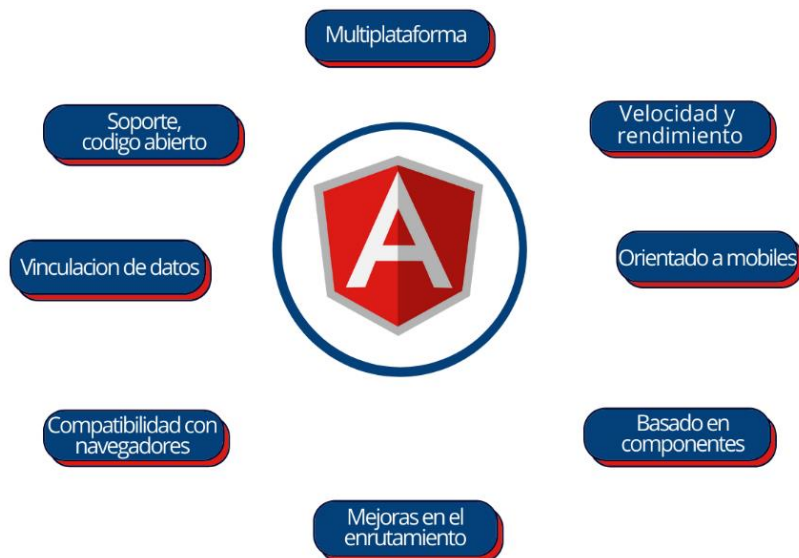 Multiplataforma
Soporte,
codigo abierto
Velocidad y
rendimiento
A
Vinculacion de datos
Orientado a mobiles
Compatibilidad con
navegadores
Basado en
componentes
Mejoras en el
enrutamiento